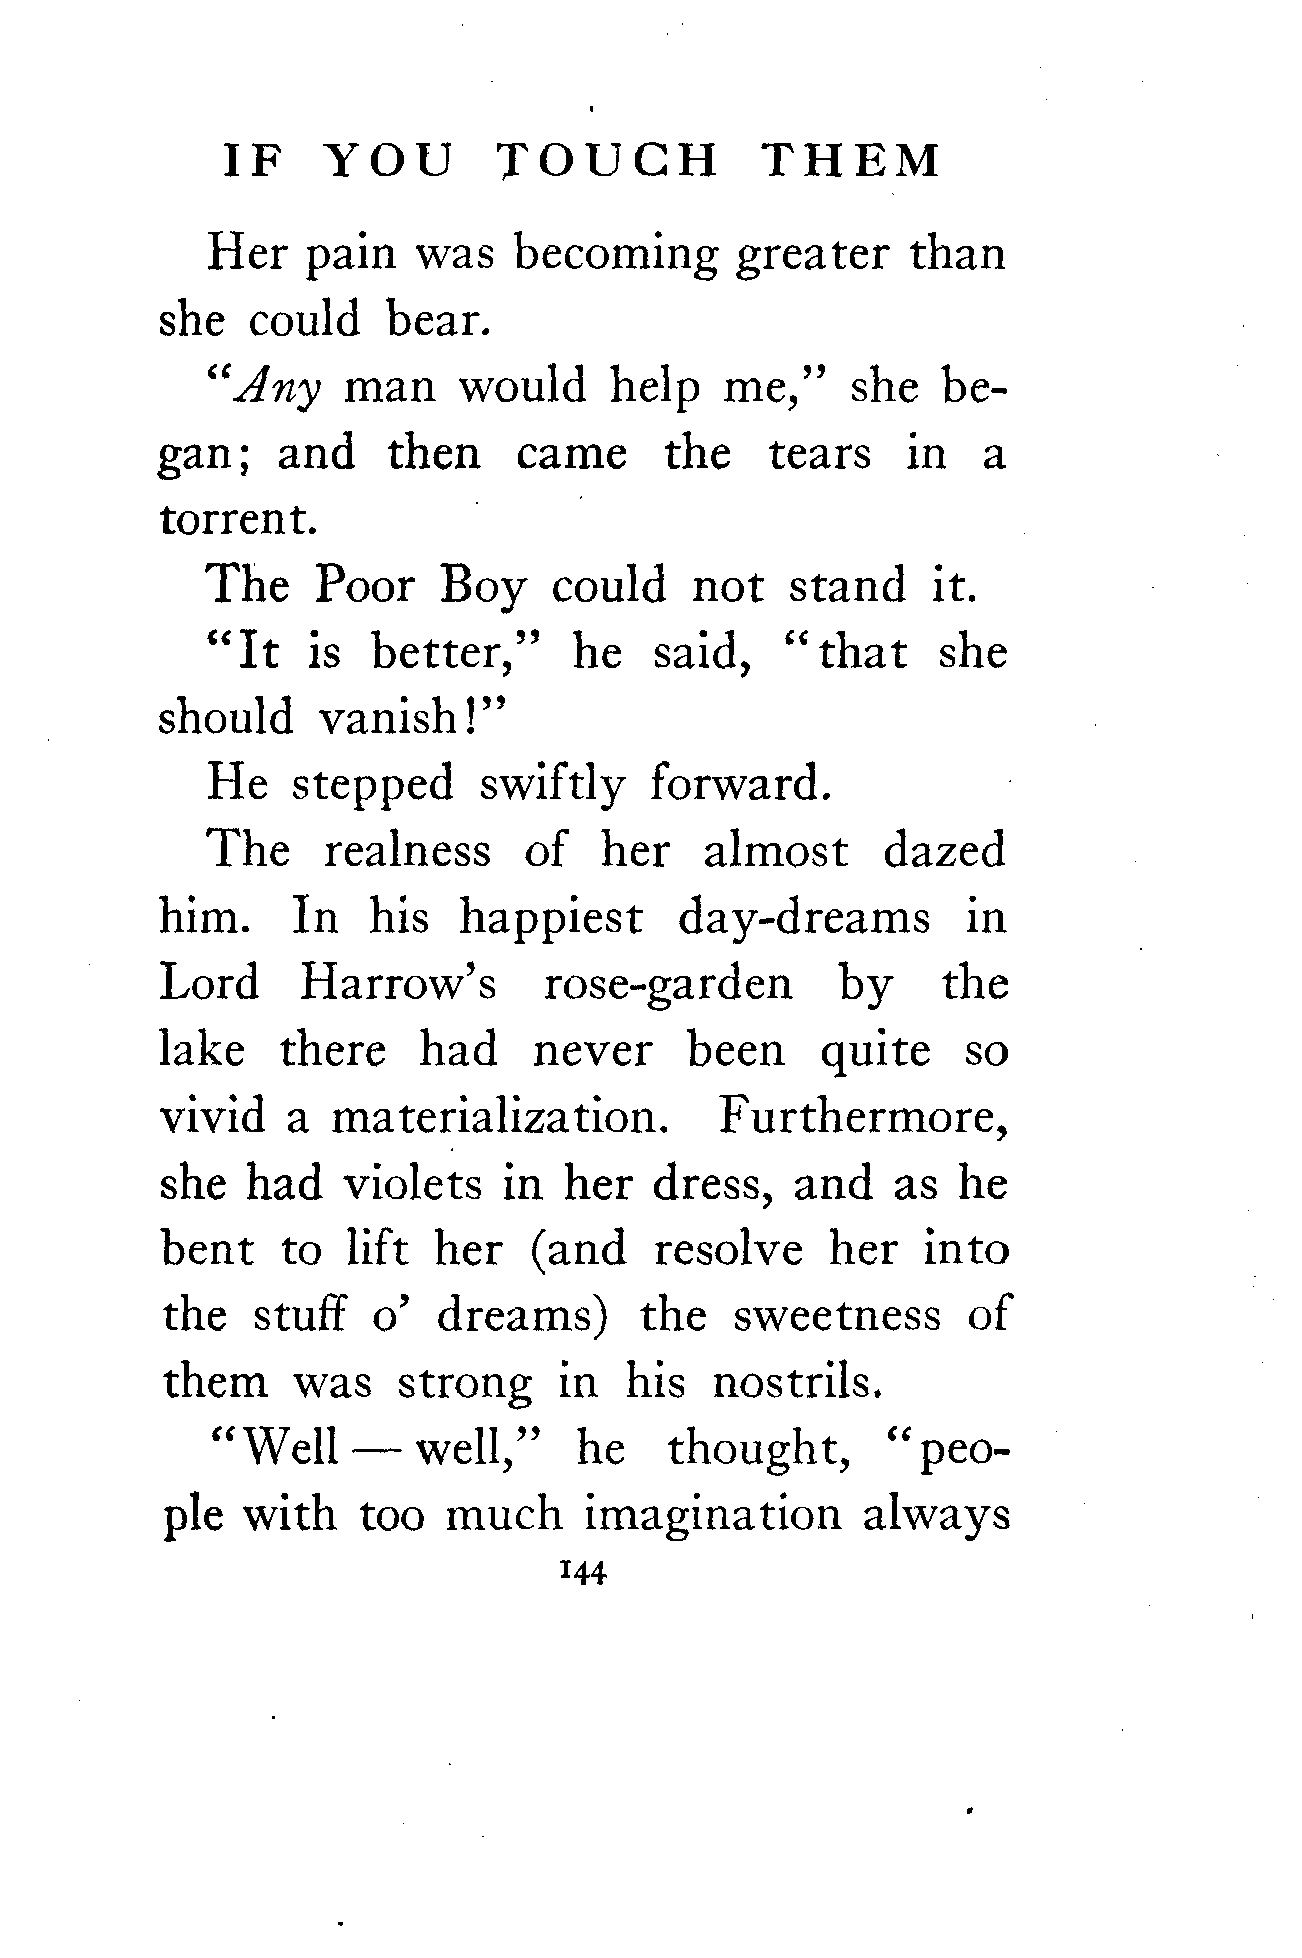 IF YOU TOUCH THEM
Her pain was becoming greater than
she could bear.
“Any man would help me,” she be-
gan; and then came the tears in a
torrent.
The Poor Boy could not stand it.
“It is better,” he said, “that she
should vanish!”
He stepped swiftly forward.
The realness of her almost dazed
him. In his happiest day-dreams in
Lord Harrow’s rose-garden by the
lake there had never been quite so
vivid a materialization. Furthermore,
she had violets in her dress, and as he
bent to lift her (and resolve her into
the stuff o’ dreams) the sweetness of
them was strong in his nostrils.
“Well — well,” he thought, “peo-
ple with too much imagination always
144